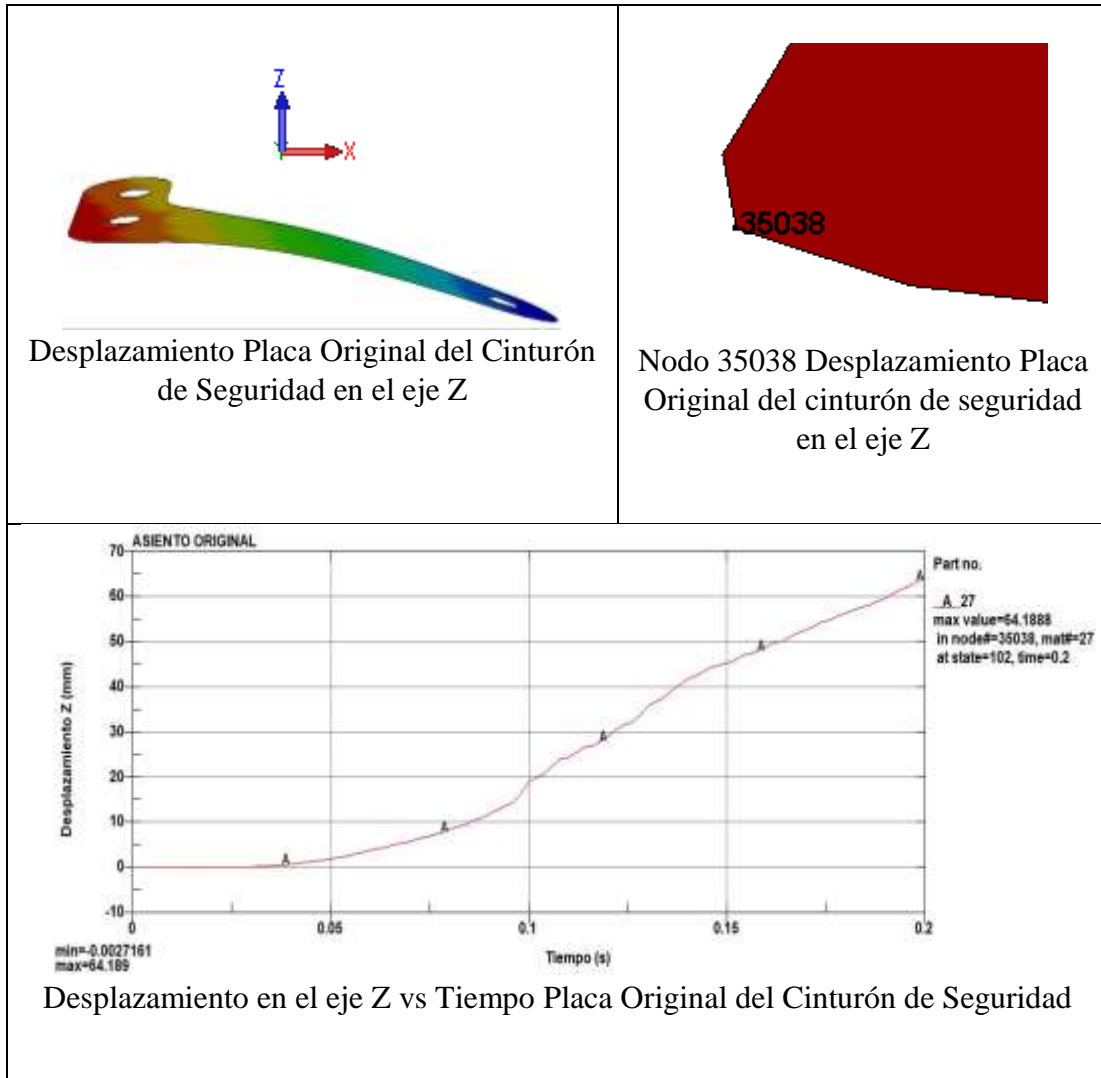 Z
X
Desplazamiento Placa Original del Cinturón
de Seguridad en el eje Z
35038
Nodo 35038 Desplazamiento Placa
Original del cinturón de seguridad
en el eje Z
ASIENTO ORIGINAL
70
60
50
40
30
20
10
0
-10
Desplazamiento Z (mm)
A
A
A
A
A
Part no.
A 27
max value=64.1888
in node#=35038, mat#=27
at state=102, time=0.2
0
0.05
0.1
0.15
0.2
min=-0.0027161
max=64.189
Tiempo (s)
Desplazamiento en el eje Z vs Tiempo Placa Original del Cinturón de Seguridad